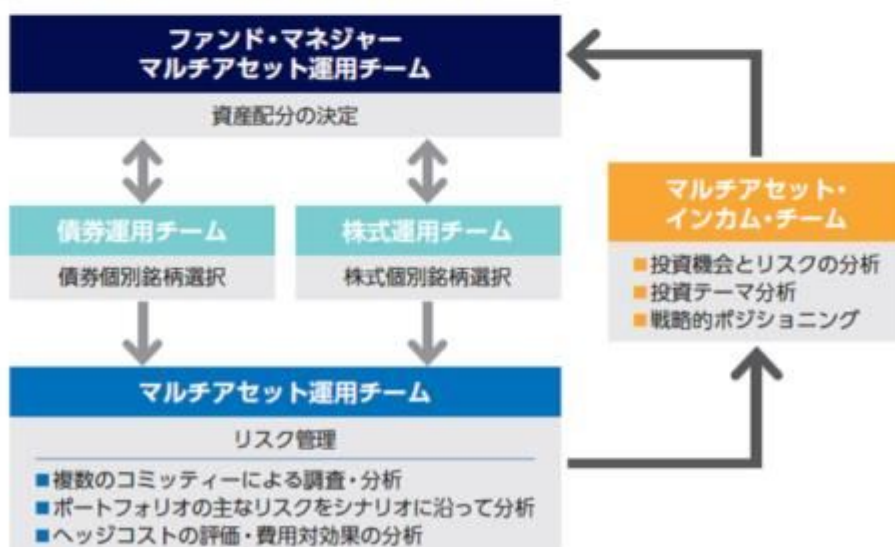 ファンド・マネジャー
マルチアセット運用チーム
資産配分の決定
債券運用チーム
債券個別銘柄選択
株式運用チーム
株式個別銘柄選択
マルチアセット運用チーム
リスク管理
■複数のコミッティーによる調査・分析
■ポートフォリオの主なリスクをシナリオに沿って分析
■ヘッジコストの評価・費用対効果の分析
マルチアセット・
インカム・チーム
■投資機会とリスクの分析
■投資テーマ分析
■戦略的ポジショニング